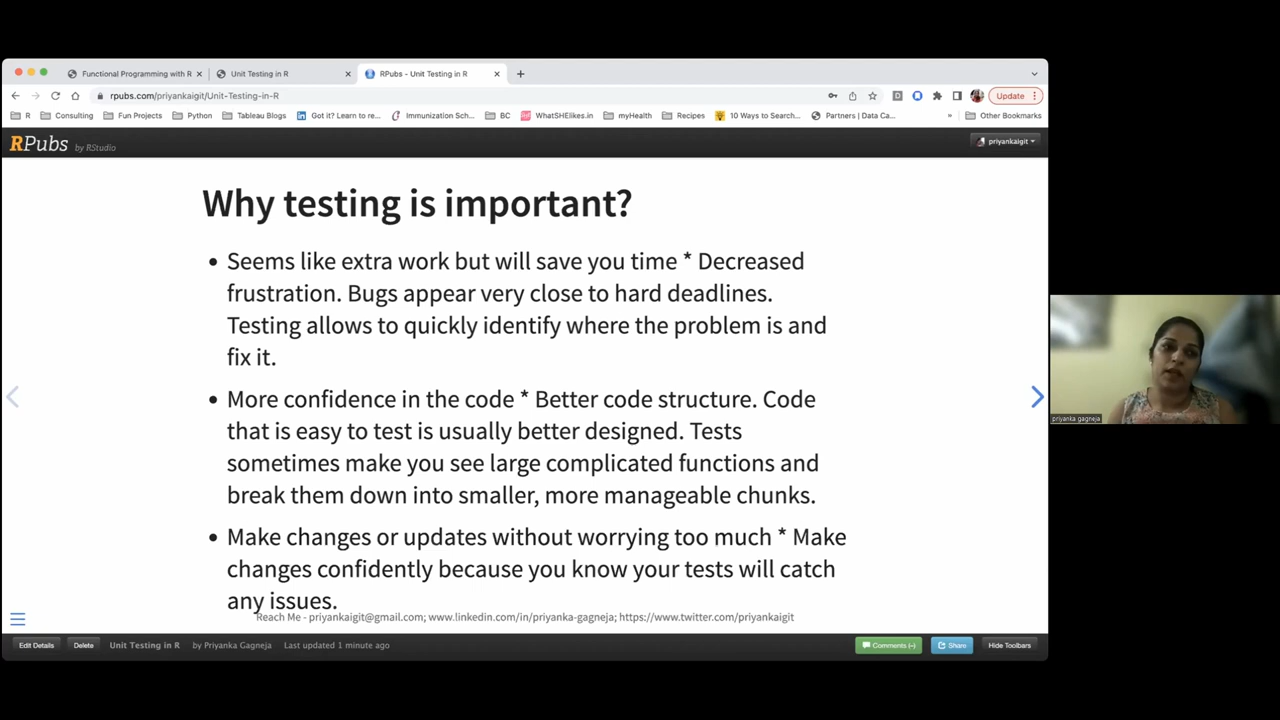 Functional Programming with R
Unit Testing in R
RPubs - Unit Testing in R
rpubs.com/priyankaigit/Unit-Testing-in-R
Update
R
Consulting
Fun Projects
Python
Tableau Blogs
Got it? Learn to re...
Immunization Sch...
BC
WhatSHElikes.in
myHealth
Recipes
10 Ways to Search...
Partners | Data Ca...
»
Other Bookmarks
RPubs by RStudio
priyankaigit
Why testing is important?
• Seems like extra work but will save you time * Decreased
frustration. Bugs appear very close to hard deadlines.
Testing allows to quickly identify where the problem is and
fix it.
• More confidence in the code * Better code structure. Code
that is easy to test is usually better designed. Tests
sometimes make you see large complicated functions and
break them down into smaller, more manageable chunks.
• Make changes or updates without worrying too much * Make
changes confidently because you know your tests will catch
any issues.
Reach Me - priyankaigit@gmail.com; www.linkedin.com/in/priyanka-gagneja; https://www.twitter.com/priyankaigit
priyanka gagneja
Edit Details
Delete
Unit Testing in R
by Priyanka Gagneja
Last updated 1 minute ago
Comments (–)
Share
Hide Toolbars